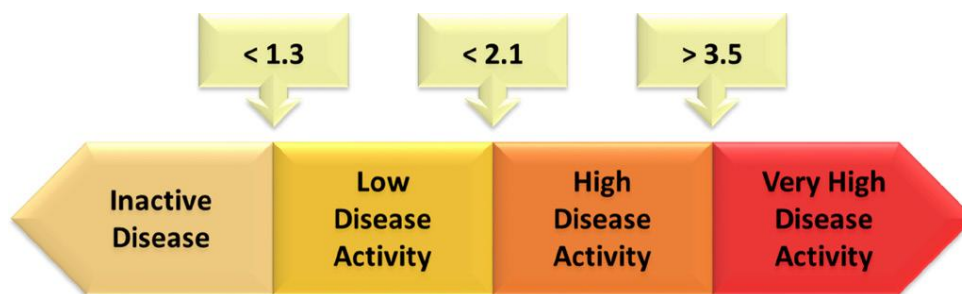 < 1.3
< 2.1
> 3.5
Inactive
Disease
Low
Disease
Activity
High
Disease
Activity
Very High
Disease
Activity